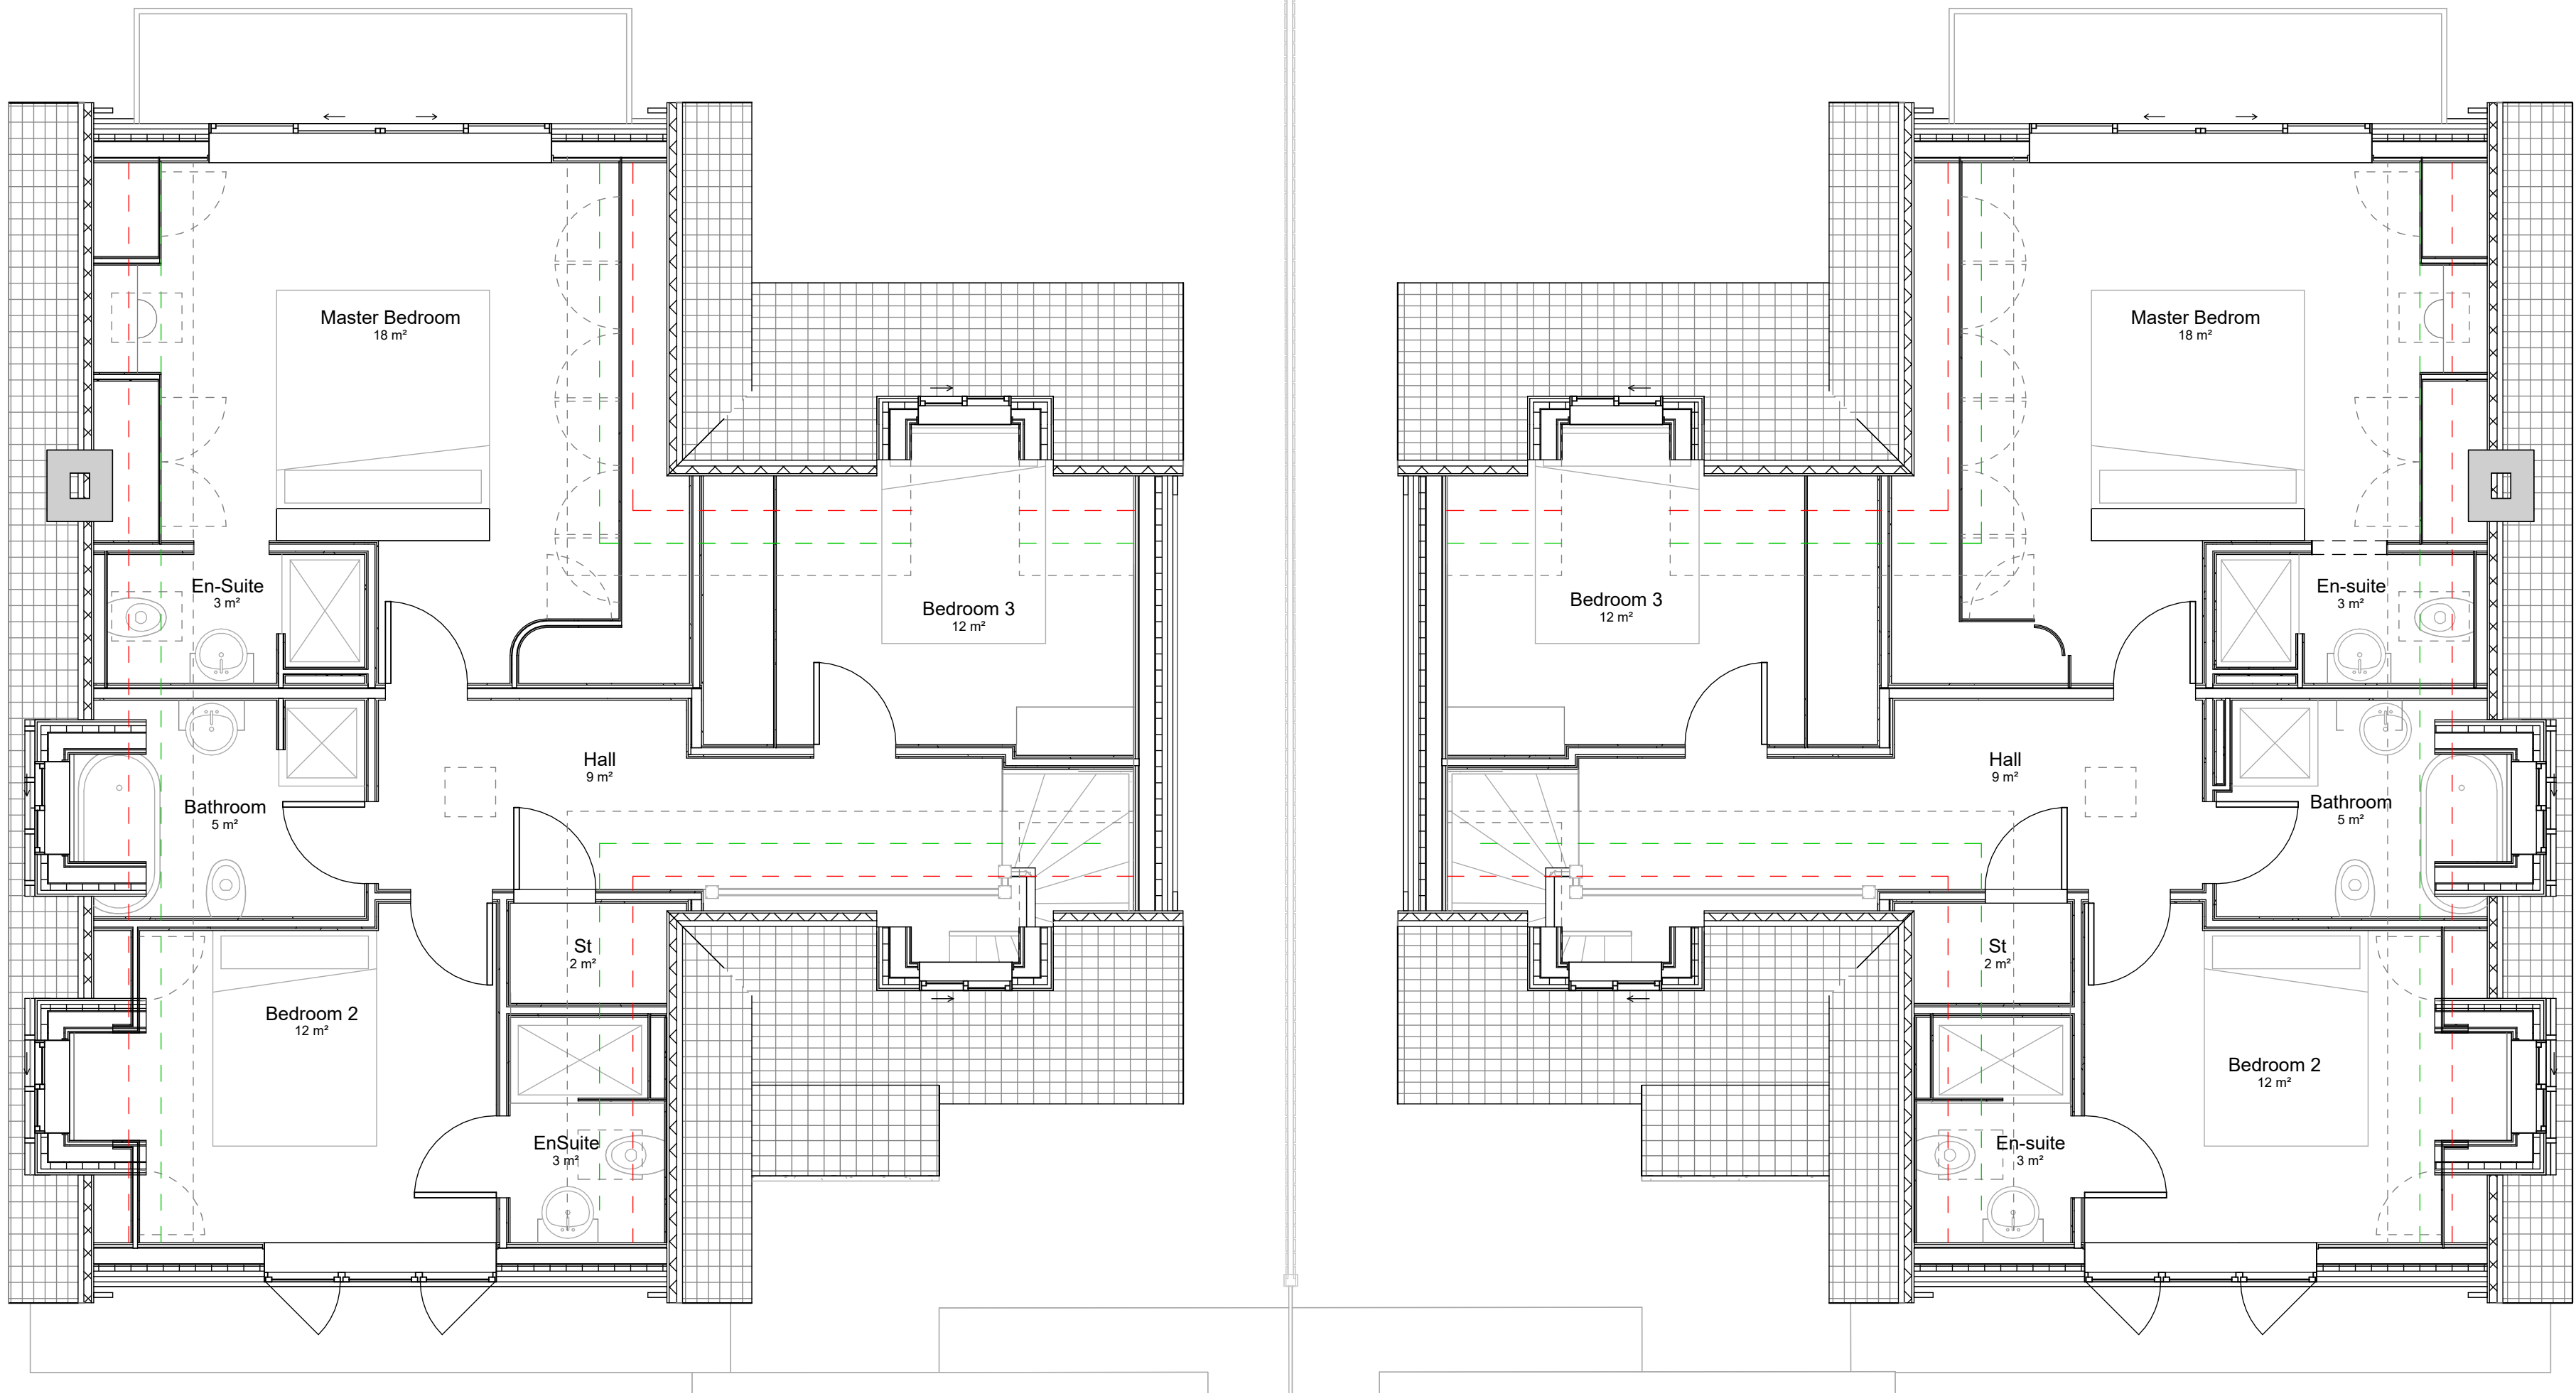 Master Bedroom
18 m²
En-Suite
3 m²
Bedroom 3
12 m²
Hall
9 m²
Bathroom
5 m²
St
2 m²
Bedroom 2
12 m²
EnSuite
3 m²
Master Bedrom
18 m²
En-suite
3 m²
Bedroom 3
12 m²
Hall
9 m²
Bathroom
5 m²
St
2 m²
Bedroom 2
12 m²
En-suite
3 m²